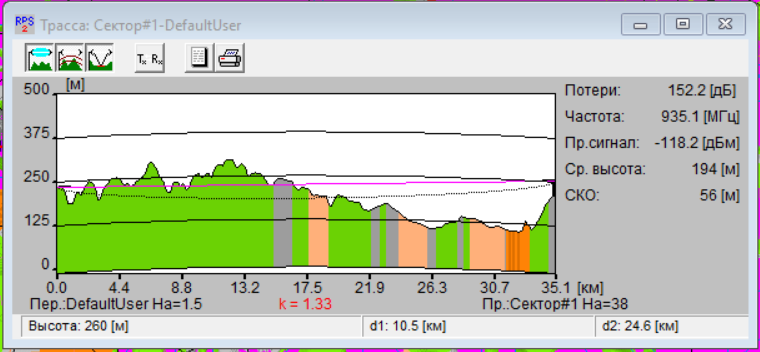 RPS 2 Трасса: Сектор#1-DefaultUser
Tx Rx
[м]
500
375
250
125
0
0.0 4.4 8.8 13.2 17.5 21.9 26.3 30.7 35.1 [км]
Пер.:DefaultUser Ha=1.5 k = 1.33 Пр.:Сектор#1 Ha=38
Потери: 152.2 [дБ]
Частота: 935.1 [МГц]
Пр.сигнал: -118.2 [дБм]
Ср. высота: 194 [м]
СКО: 56 [м]
Высота: 260 [м] d1: 10.5 [км] d2: 24.6 [км]